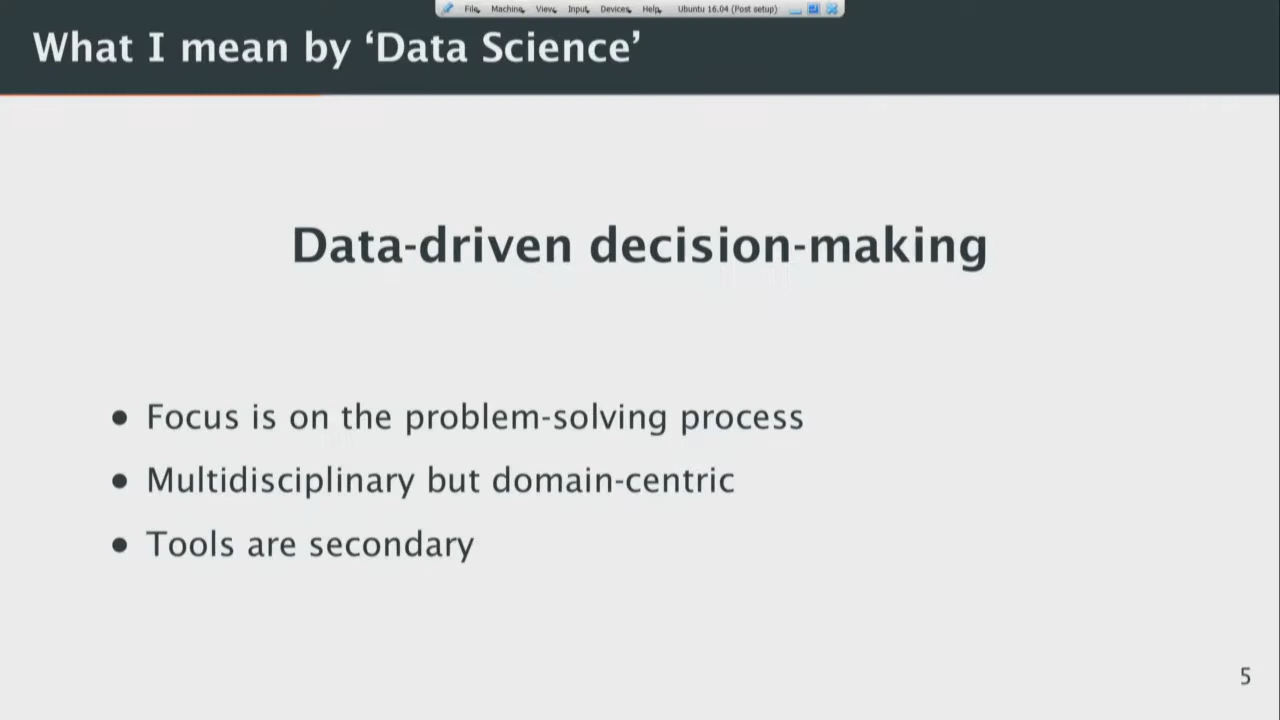 File Machine View Input Devices Help Ubuntu 16.04 (Post setup)
What I mean by ‘Data Science’
Data-driven decision-making
• Focus is on the problem-solving process
• Multidisciplinary but domain-centric
• Tools are secondary
5